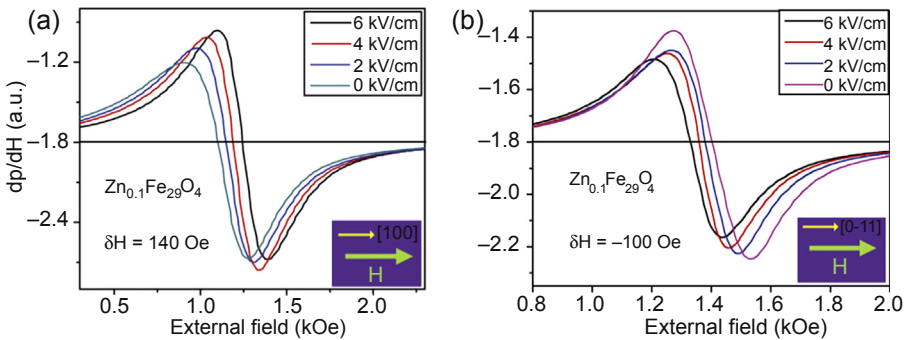 (a)
6 kV/cm
4 kV/cm
2 kV/cm
0 kV/cm
−1.2
−1.8
−2.4
dp/dH (a.u.)
Zn0.1Fe29O4
δH = 140 Oe
[100]
H
0.5 1.0 1.5 2.0
External field (kOe)
(b)
6 kV/cm
4 kV/cm
2 kV/cm
0 kV/cm
−1.4
−1.6
−1.8
−2.0
−2.2
Zn0.1Fe29O4
δH = −100 Oe
[0-11]
H
0.8 1.0 1.2 1.4 1.6 1.8 2.0
External field (kOe)